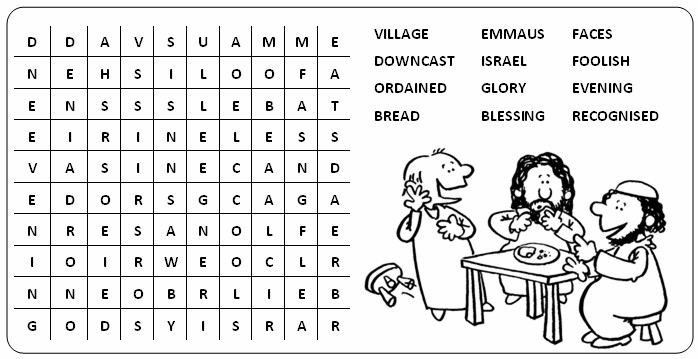 D D A V S U A M M E
N E H S I L O O F A
E N S S S L E B A T
E I R I N E L E S S
V A S I N E C A N D
E D O R S G C A G A
N R E S A N O L F E
I O I R W E O C L R
N N E O B R L I E B
G O D S Y I S R A R
VILLAGE EMMAUS FACES
DOWNCAST ISRAEL FOOLISH
ORDAINED GLORY EVENING
BREAD BLESSING RECOGNISED